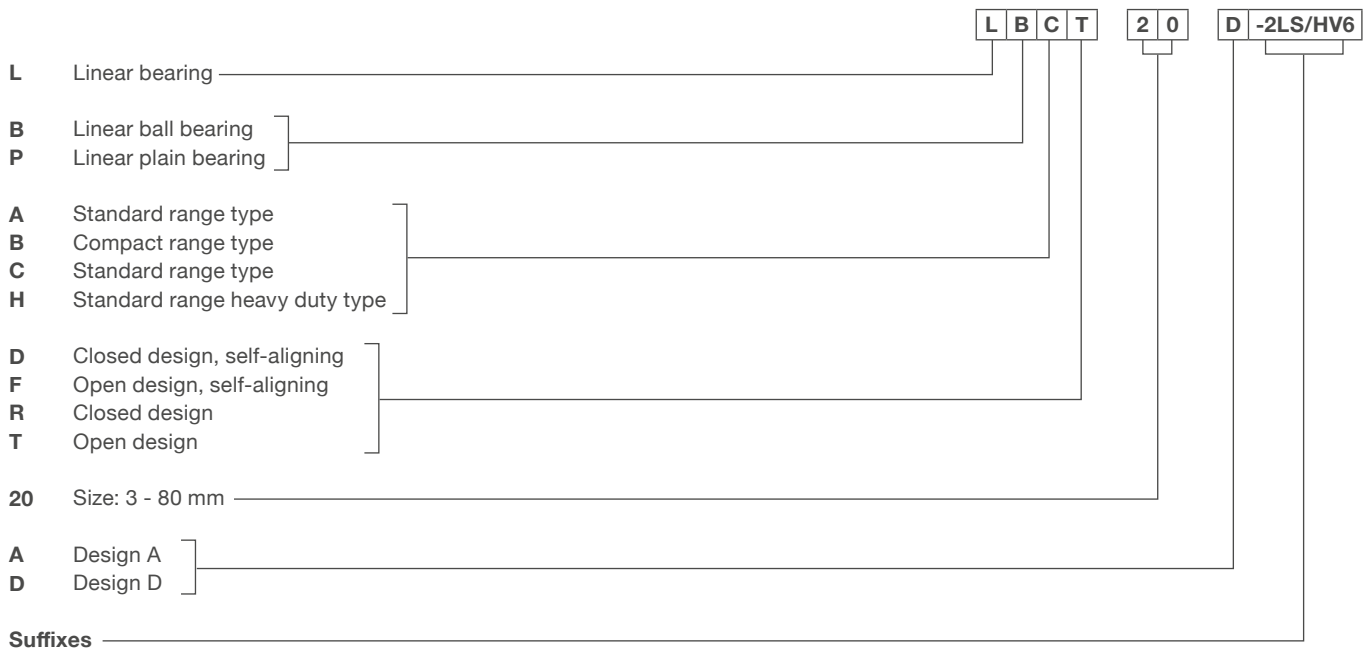 L B C T 2 0 D -2LS/HV6
L Linear bearing
B Linear ball bearing
P Linear plain bearing
A Standard range type
B Compact range type
C Standard range type
H Standard range heavy duty type
D Closed design, self-aligning
F Open design, self-aligning
R Closed design
T Open design
20 Size: 3 - 80 mm
A Design A
D Design D
Suffixes